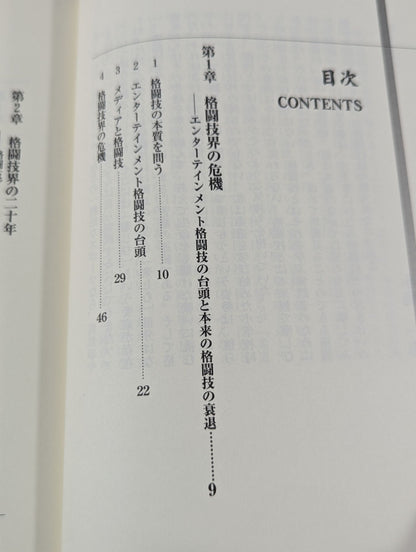 目次
CONTENTS
第1章 格闘技界の危機
──エンターテインメント格闘技の台頭と本来の格闘技の衰退………9
1 格闘技の本質を問う………10
2 エンターテインメント格闘技の台頭………22
3 メディアと格闘技………29
4 格闘技界の危機………46
第2章 格闘技界の二十年